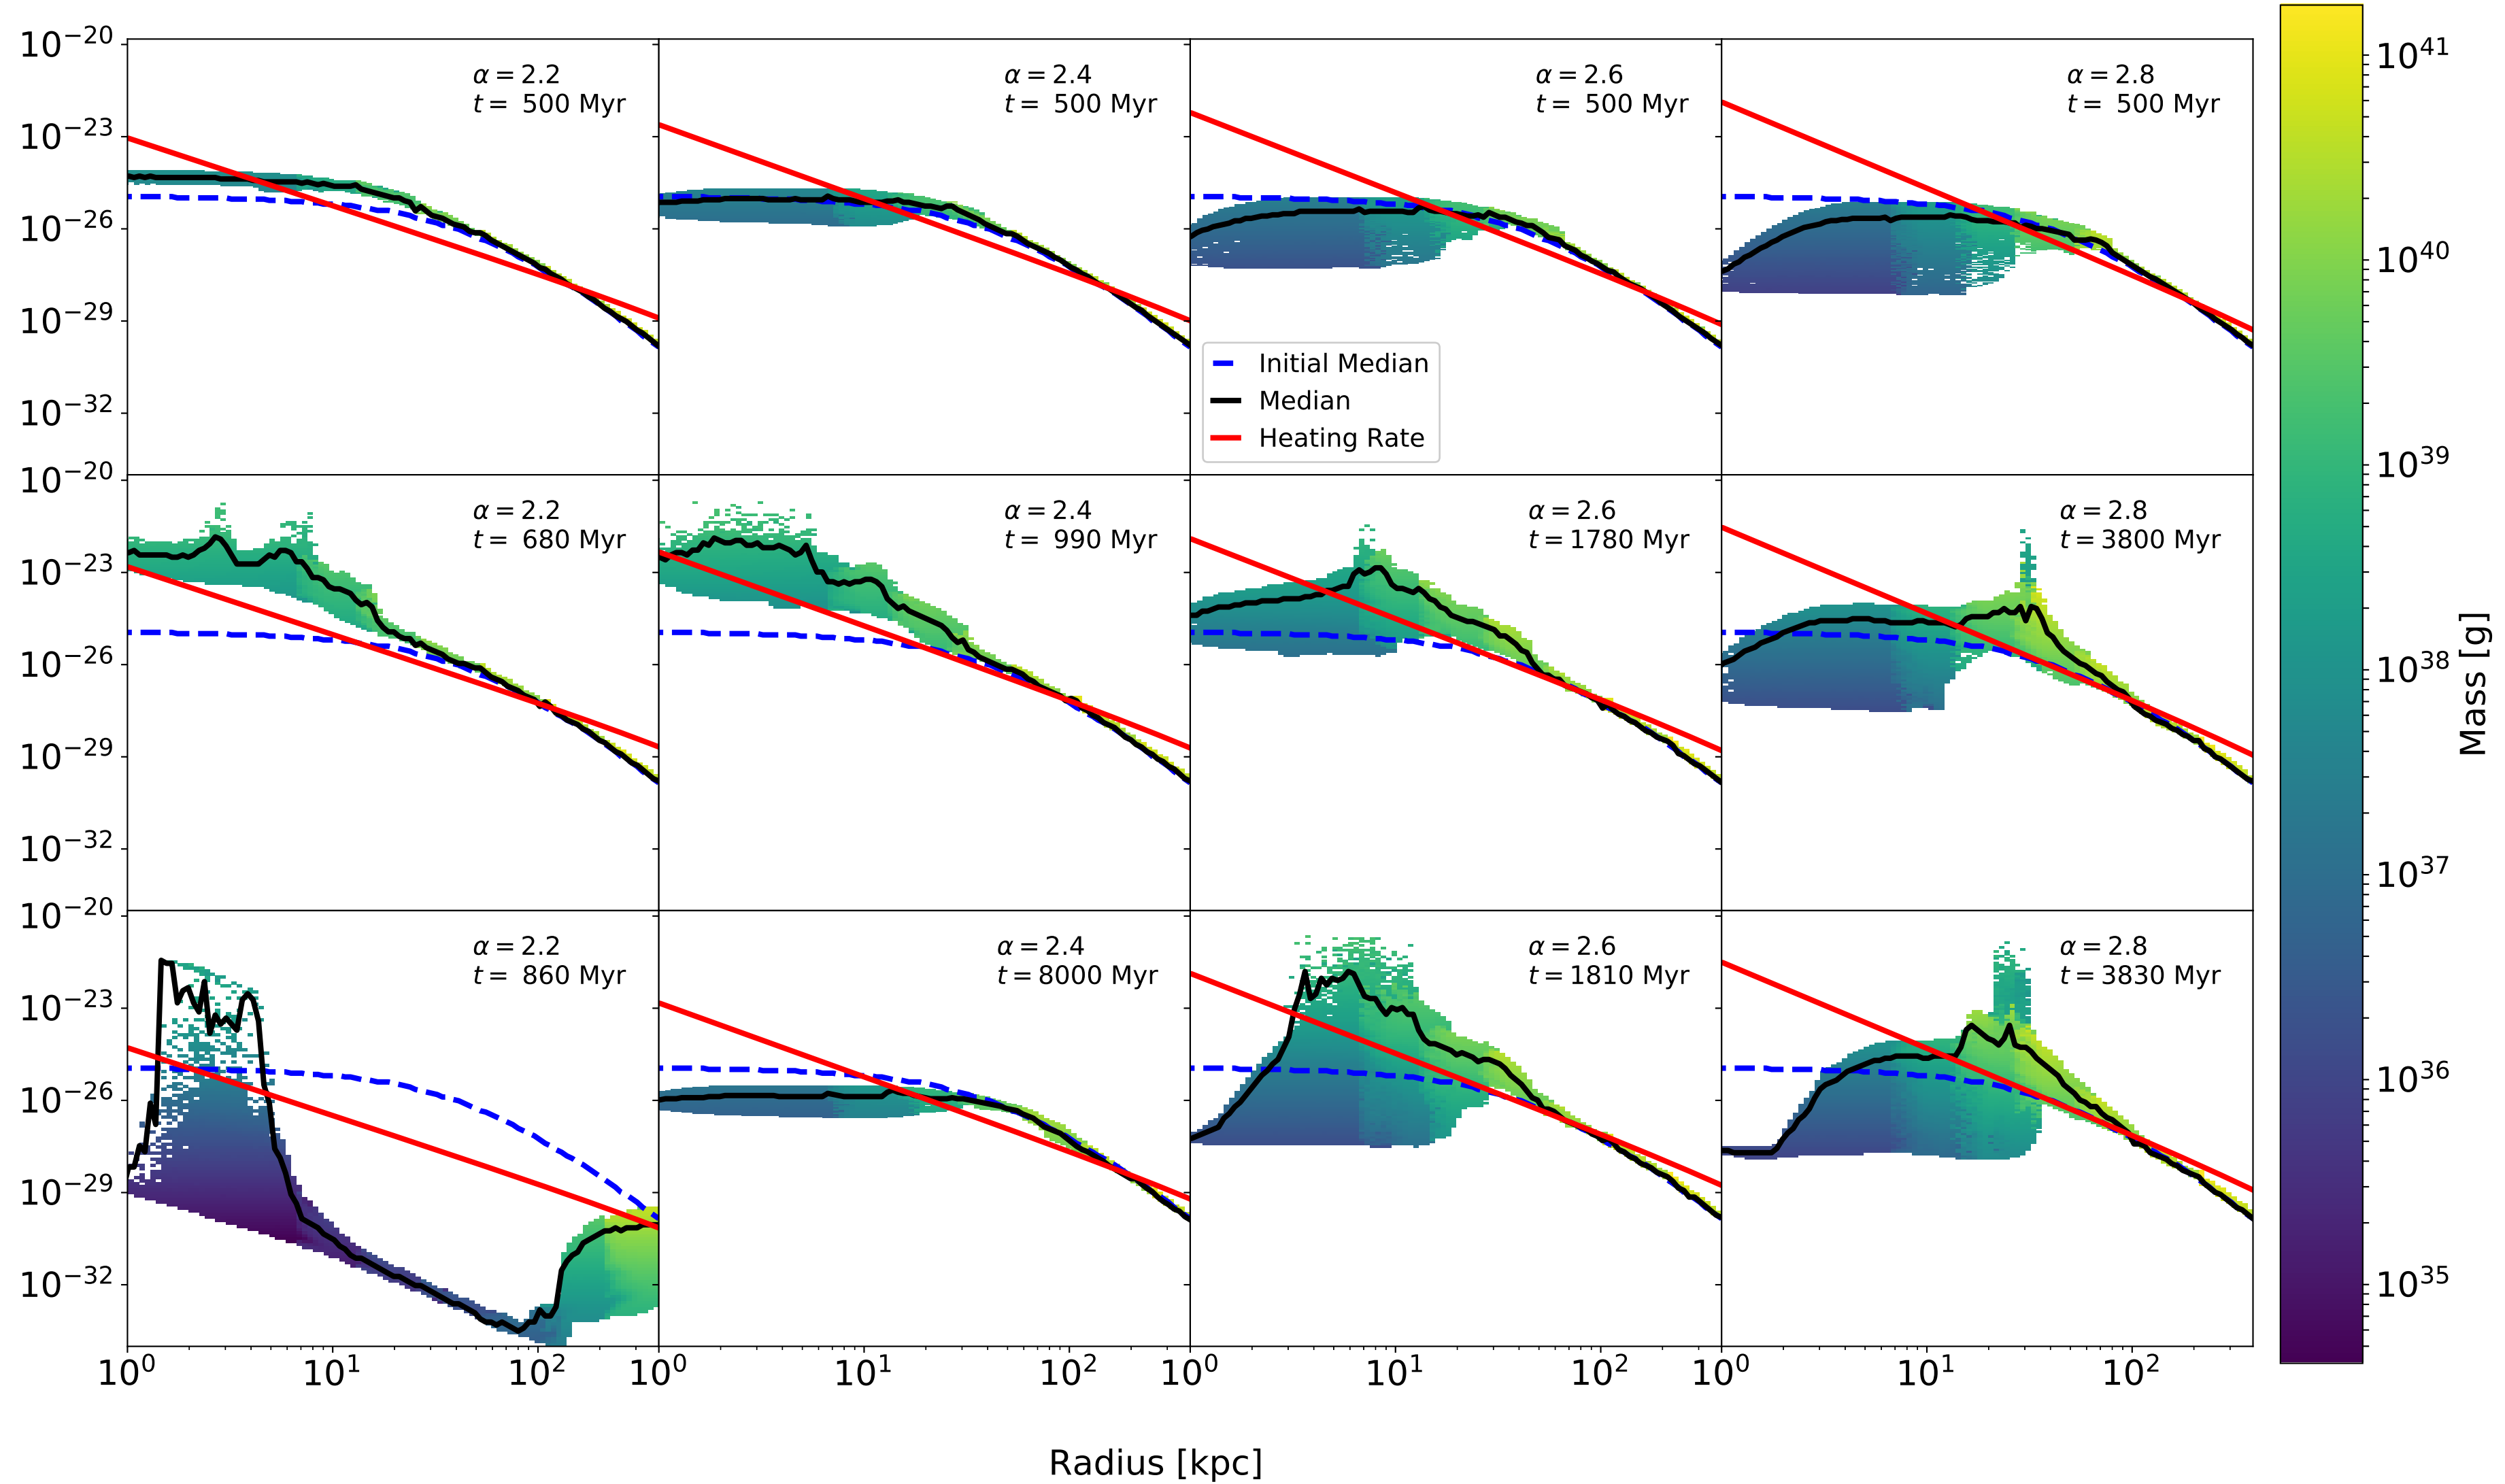 10^{-20}
10^{-23}
10^{-26}
10^{-29}
10^{-32}
α = 2.2
t = 500 Myr
α = 2.4
t = 500 Myr
α = 2.6
t = 500 Myr
α = 2.8
t = 500 Myr
Initial Median
Median
Heating Rate
10^{-20}
10^{-23}
10^{-26}
10^{-29}
10^{-32}
α = 2.2
t = 680 Myr
α = 2.4
t = 990 Myr
α = 2.6
t = 1780 Myr
α = 2.8
t = 3800 Myr
10^{-20}
10^{-23}
10^{-26}
10^{-29}
10^{-32}
α = 2.2
t = 860 Myr
α = 2.4
t = 8000 Myr
α = 2.6
t = 1810 Myr
α = 2.8
t = 3830 Myr
10^0 10^1 10^2 10^0 10^1 10^2 10^0 10^1 10^2 10^0 10^1 10^2
Radius [kpc]
10^{41}
10^{40}
10^{39}
10^{38}
10^{37}
10^{36}
10^{35}
Mass [g]